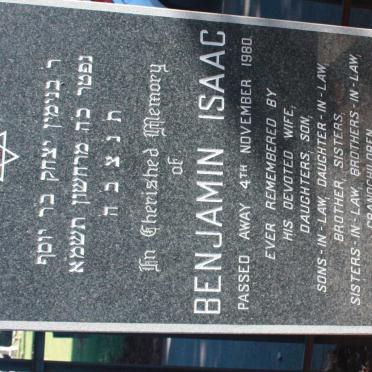 ר בנימין יצחק בר יוסף
נפטר כה מרחשון תשמא
ת נ צ ב ה
In Cherished Memory
of
BENJAMIN ISAAC
PASSED AWAY 4TH NOVEMBER 1980.
EVER REMEMBERED BY
HIS DEVOTED WIFE,
DAUGHTERS, SON,
SONS-IN-LAW, DAUGHTER-IN-LAW,
BROTHER, SISTERS,
SISTERS-IN-LAW, BROTHERS-IN-LAW,
GRANDCHILDREN